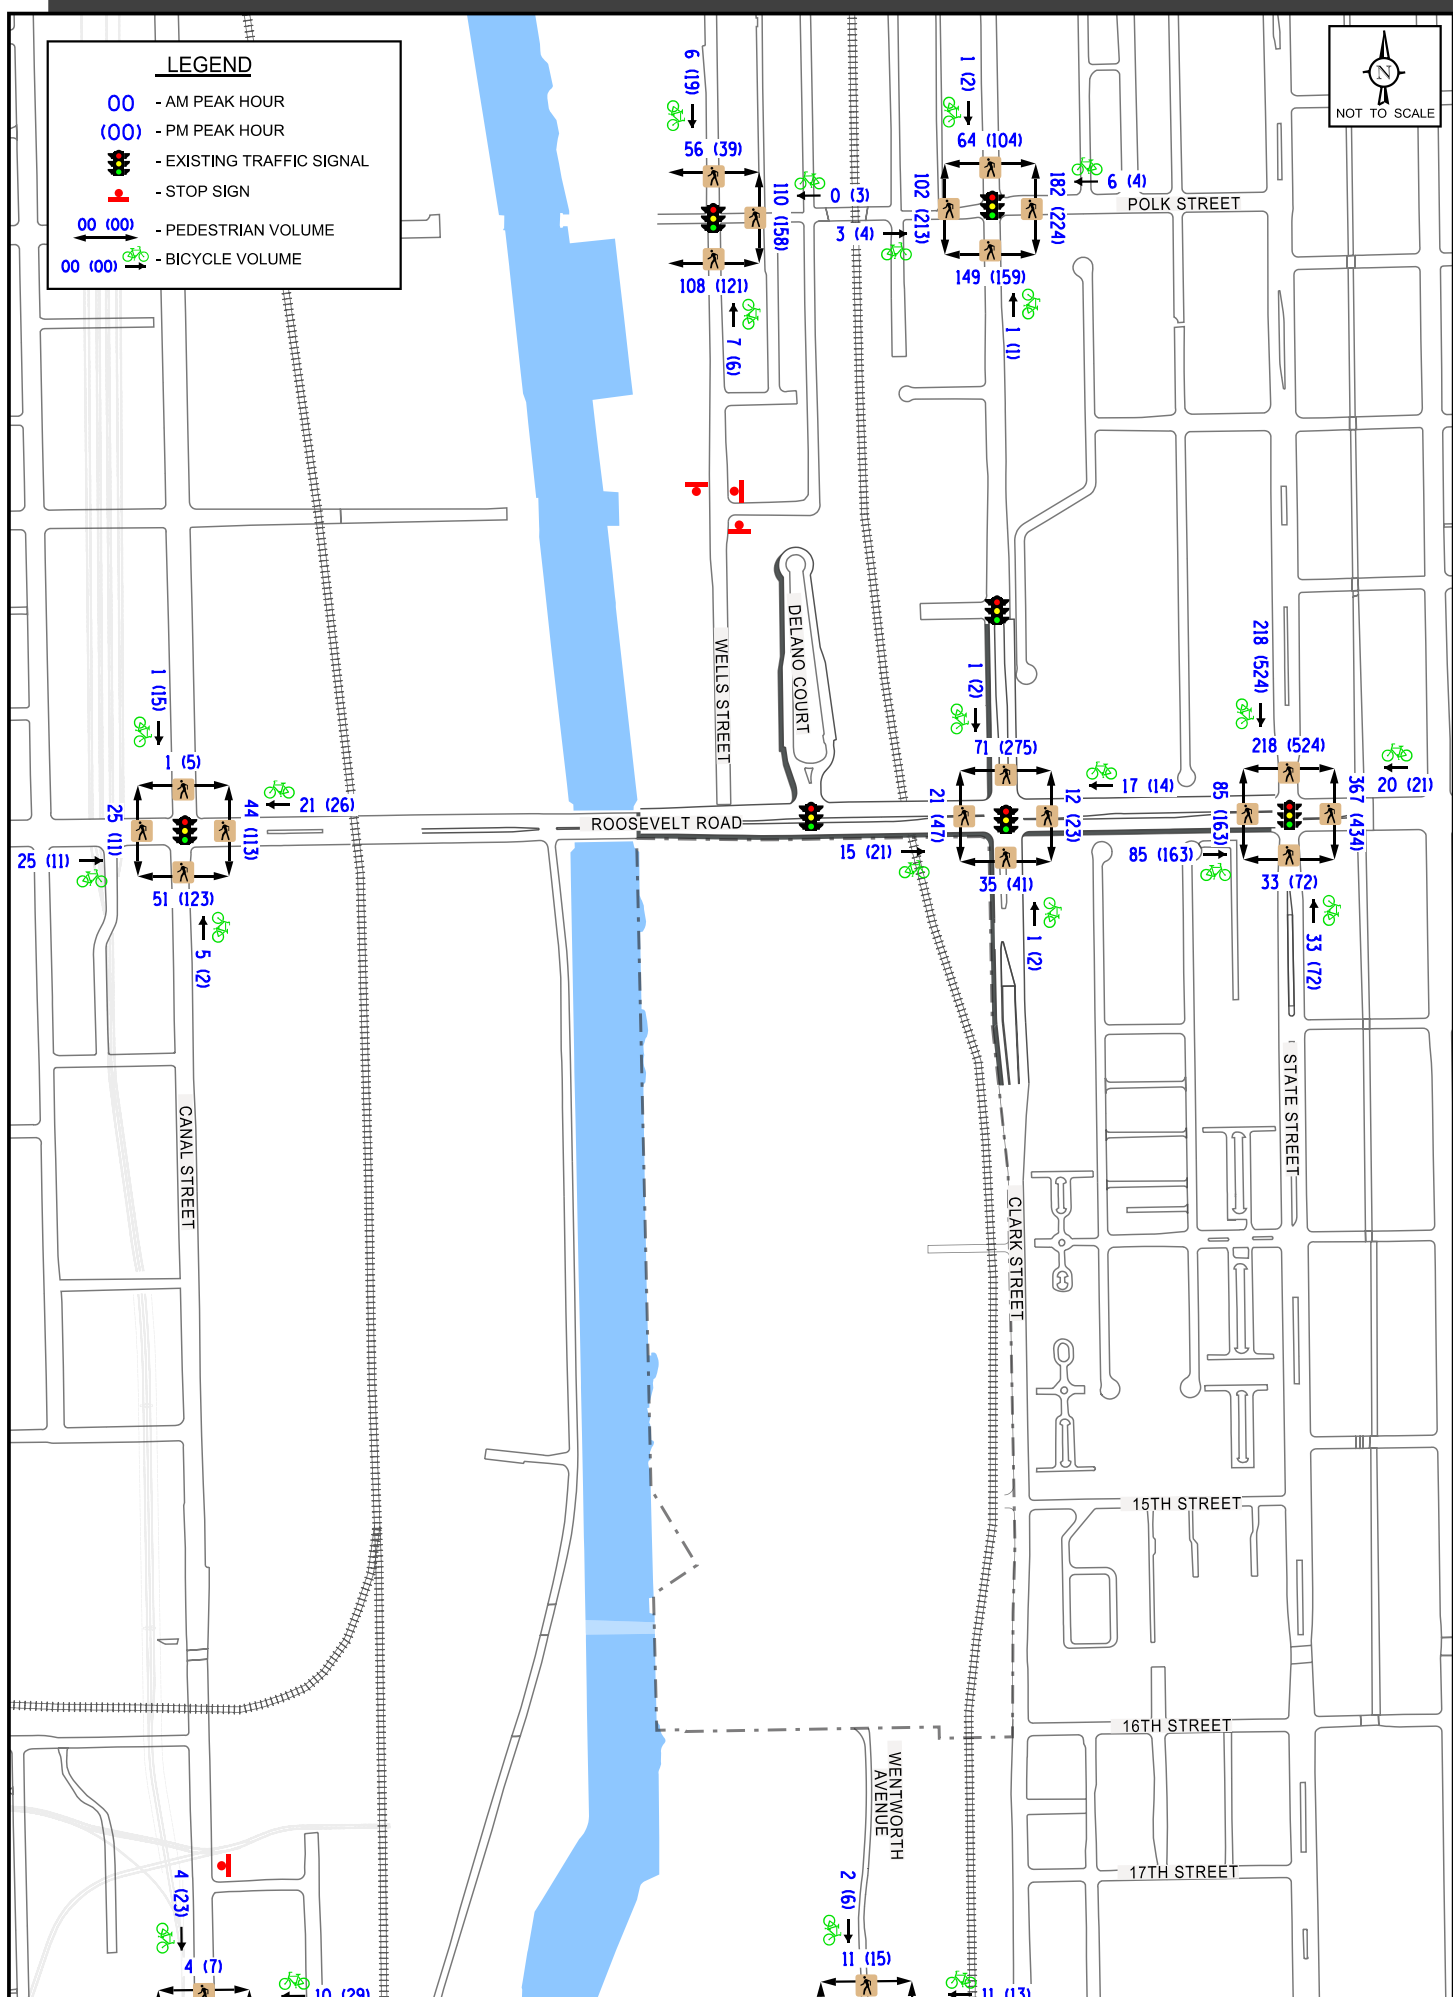 LEGEND
00 - AM PEAK HOUR
(00) - PM PEAK HOUR
- EXISTING TRAFFIC SIGNAL
- STOP SIGN
00 (00) - PEDESTRIAN VOLUME
00 (00) - BICYCLE VOLUME
N
NOT TO SCALE
6 (19)
56 (39)
110 (158)
0 (3)
108 (121)
7 (6)
1 (2)
64 (104)
6 (4)
102 (213)
182 (224)
3 (4)
149 (159)
1 (1)
POLK STREET
DELANO COURT
WELLS STREET
1 (15)
1 (5)
21 (26)
25 (11)
44 (113)
25 (11)
51 (123)
5 (2)
ROOSEVELT ROAD
1 (2)
71 (275)
17 (14)
21 (47)
12 (23)
15 (21)
35 (41)
1 (2)
218 (524)
218 (524)
20 (21)
85 (163)
367 (434)
85 (163)
33 (72)
33 (72)
CANAL STREET
STATE STREET
CLARK STREET
15TH STREET
16TH STREET
WENTWORTH
AVENUE
17TH STREET
4 (23)
4 (7)
10 (29)
2 (6)
11 (15)
11 (13)